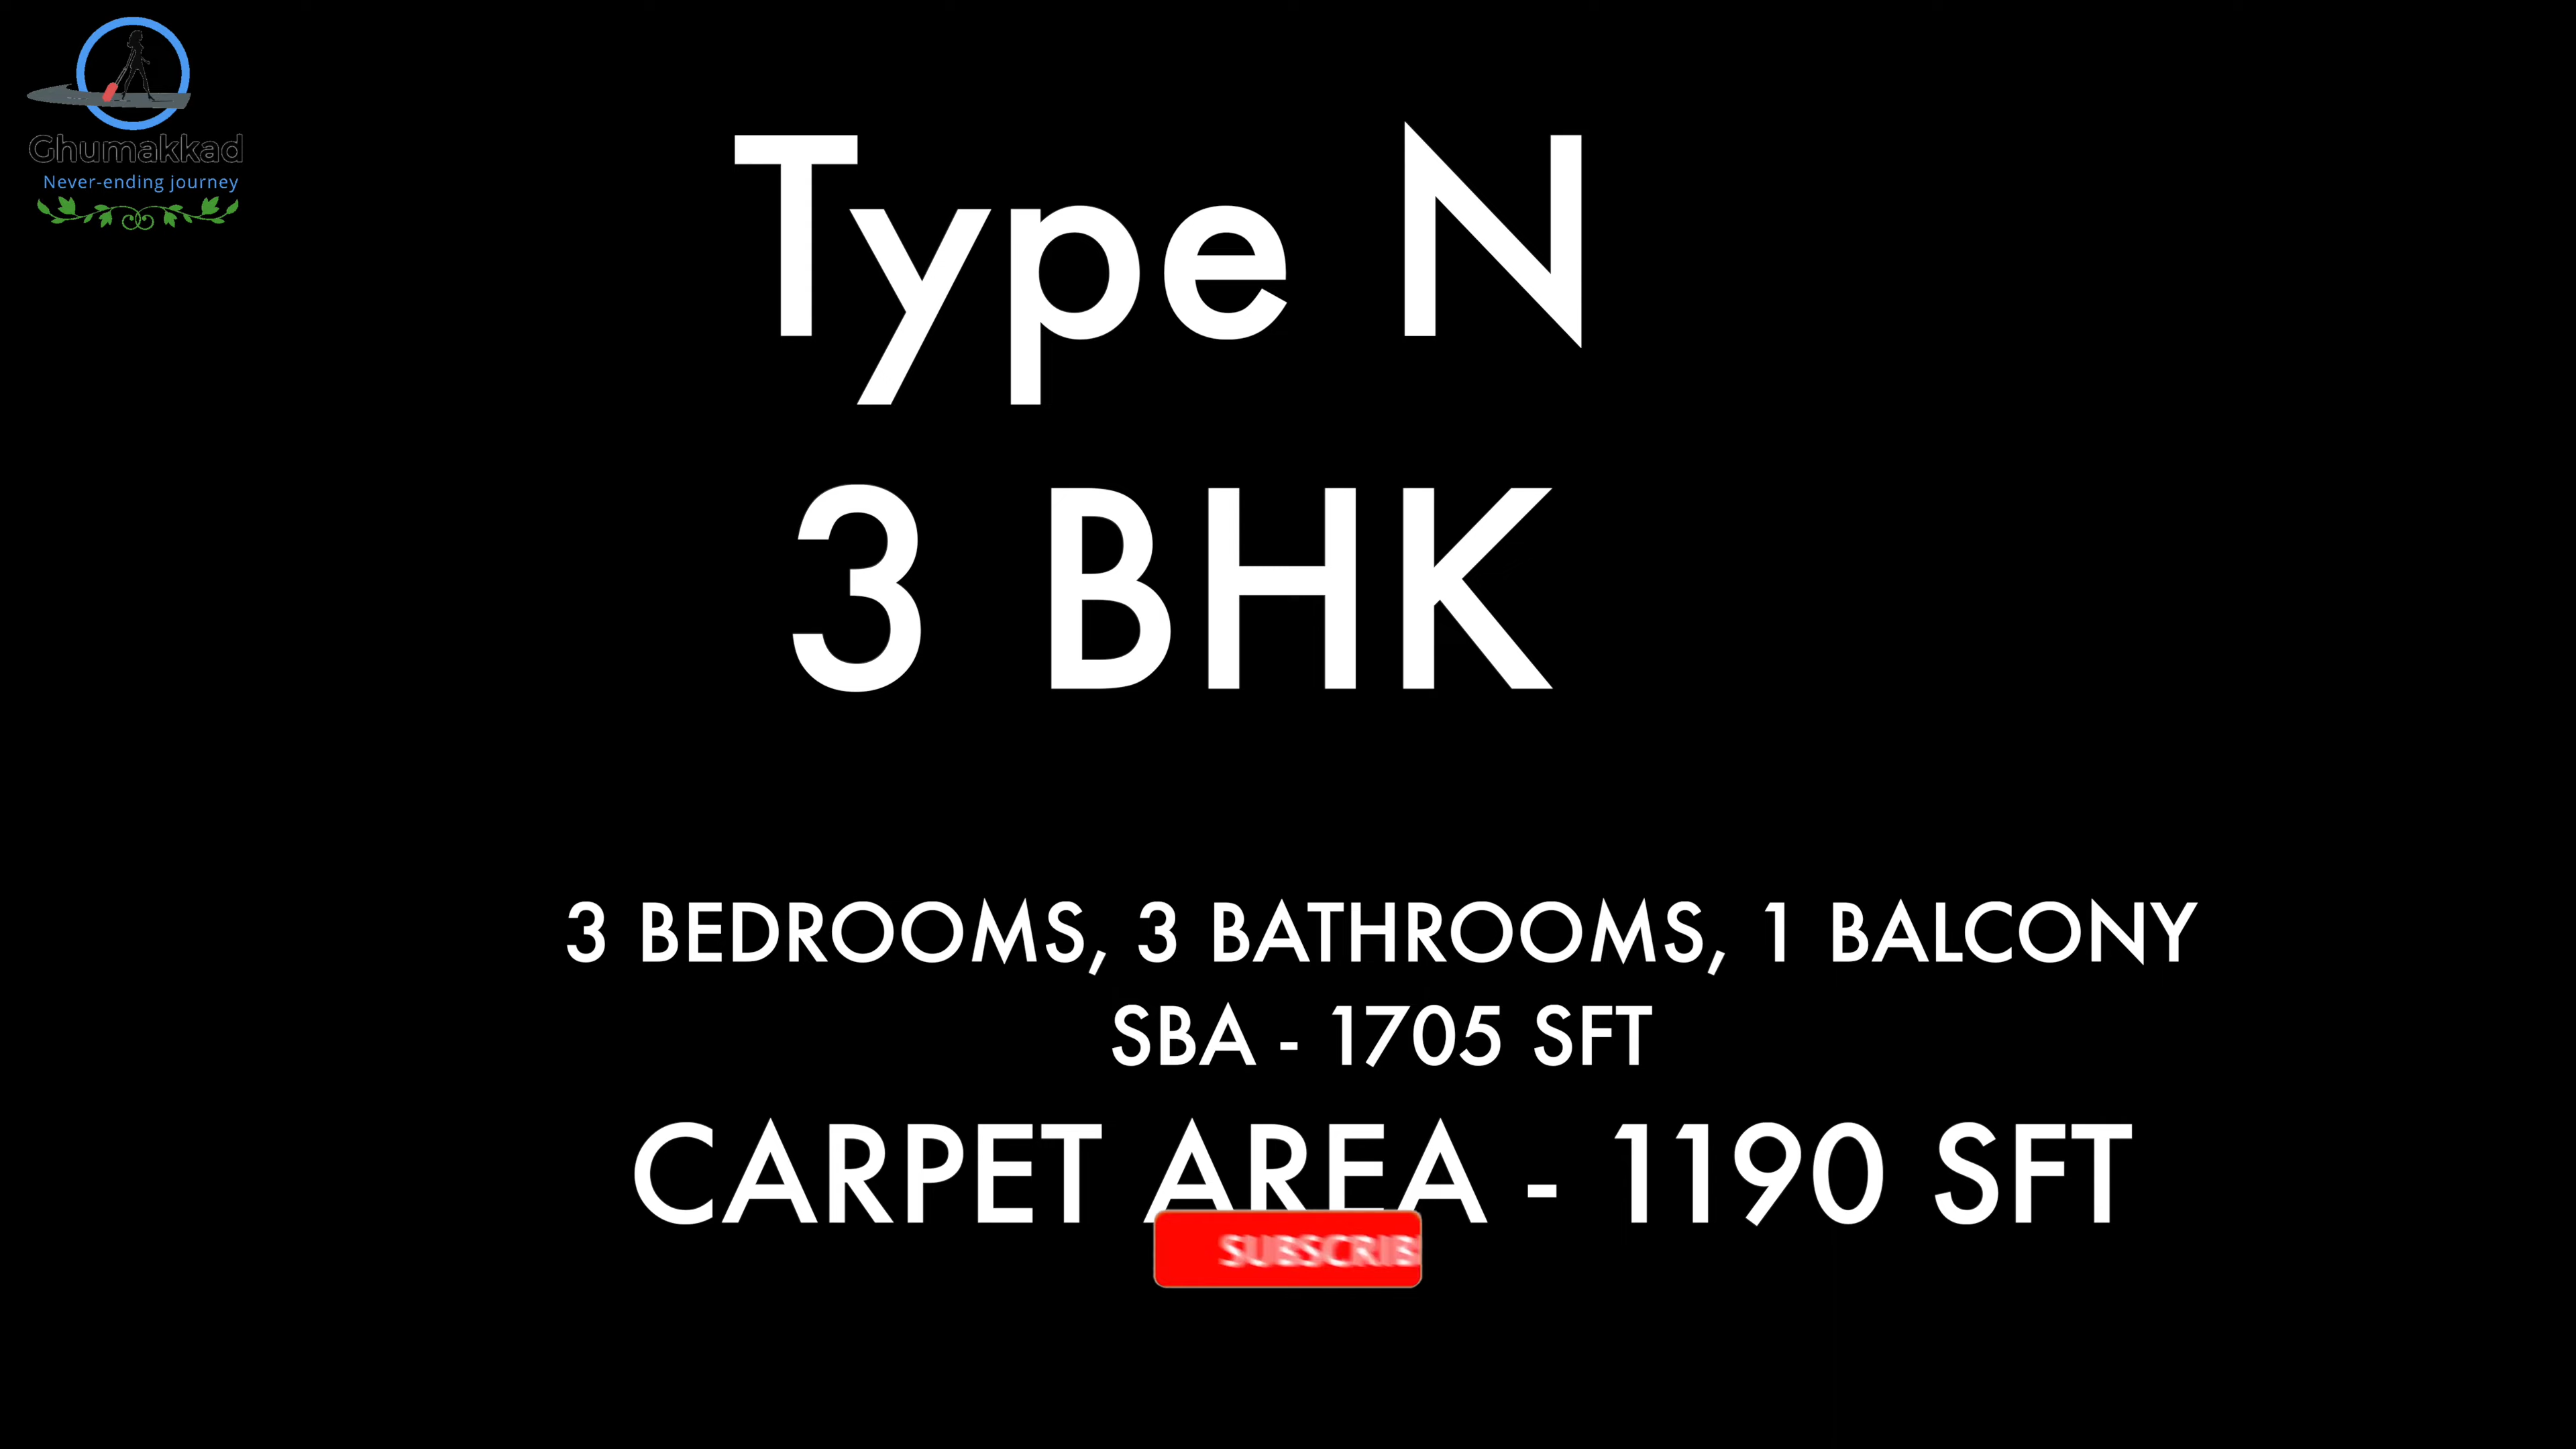 Ghumakkad
Never-ending journey
Type N
3 BHK
3 BEDROOMS, 3 BATHROOMS, 1 BALCONY
SBA - 1705 SFT
CARPET AREA - 1190 SFT
SUBSCRIB